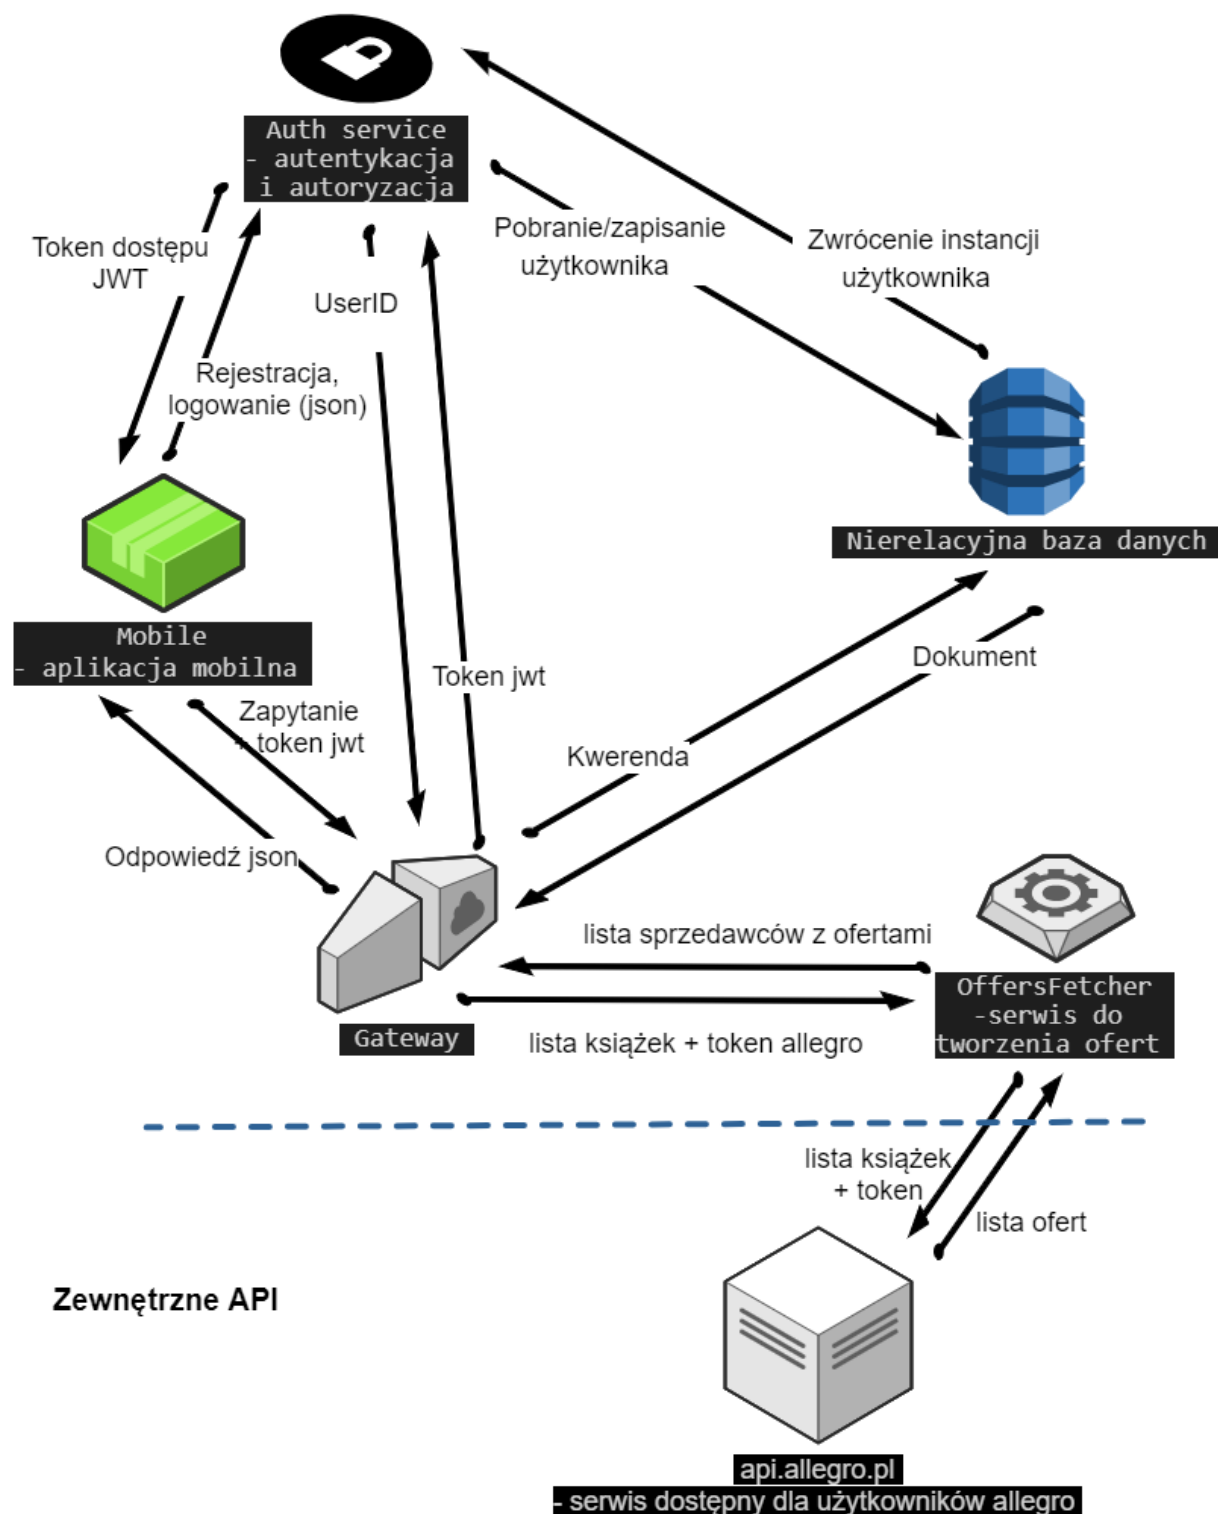 Auth service
- autentykacja
i autoryzacja
Token dostępu
JWT
UserID
Pobranie/zapisanie
użytkownika
Zwrócenie instancji
użytkownika
Rejestracja,
logowanie (json)
Nierelacyjna baza danych
Mobile
- aplikacja mobilna
Token jwt
Dokument
Zapytanie
+ token jwt
Kwerenda
Odpowiedź json
lista sprzedawców z ofertami
OffersFetcher
-serwis do
tworzenia ofert
Gateway
lista książek + token allegro
lista książek
+ token
lista ofert
Zewnętrzne API
api.allegro.pl
- serwis dostępny dla użytkowników allegro